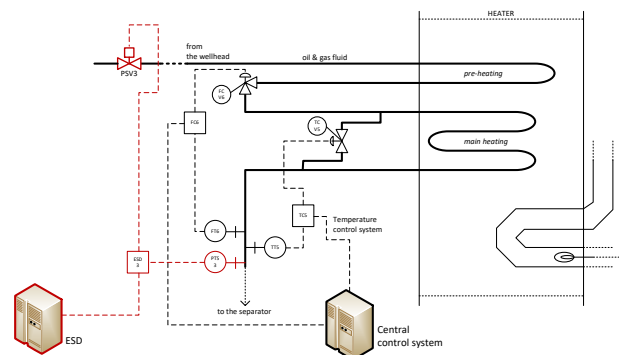 HEATER
from
the wellhead
oil & gas fluid
PSV3
pre-heating
FC
V6
TC
V5
FC6
main heating
TC5
Temperature
control system
FT6
TT5
ESD
3
PTS
3
to the separator
ESD
Central
control system